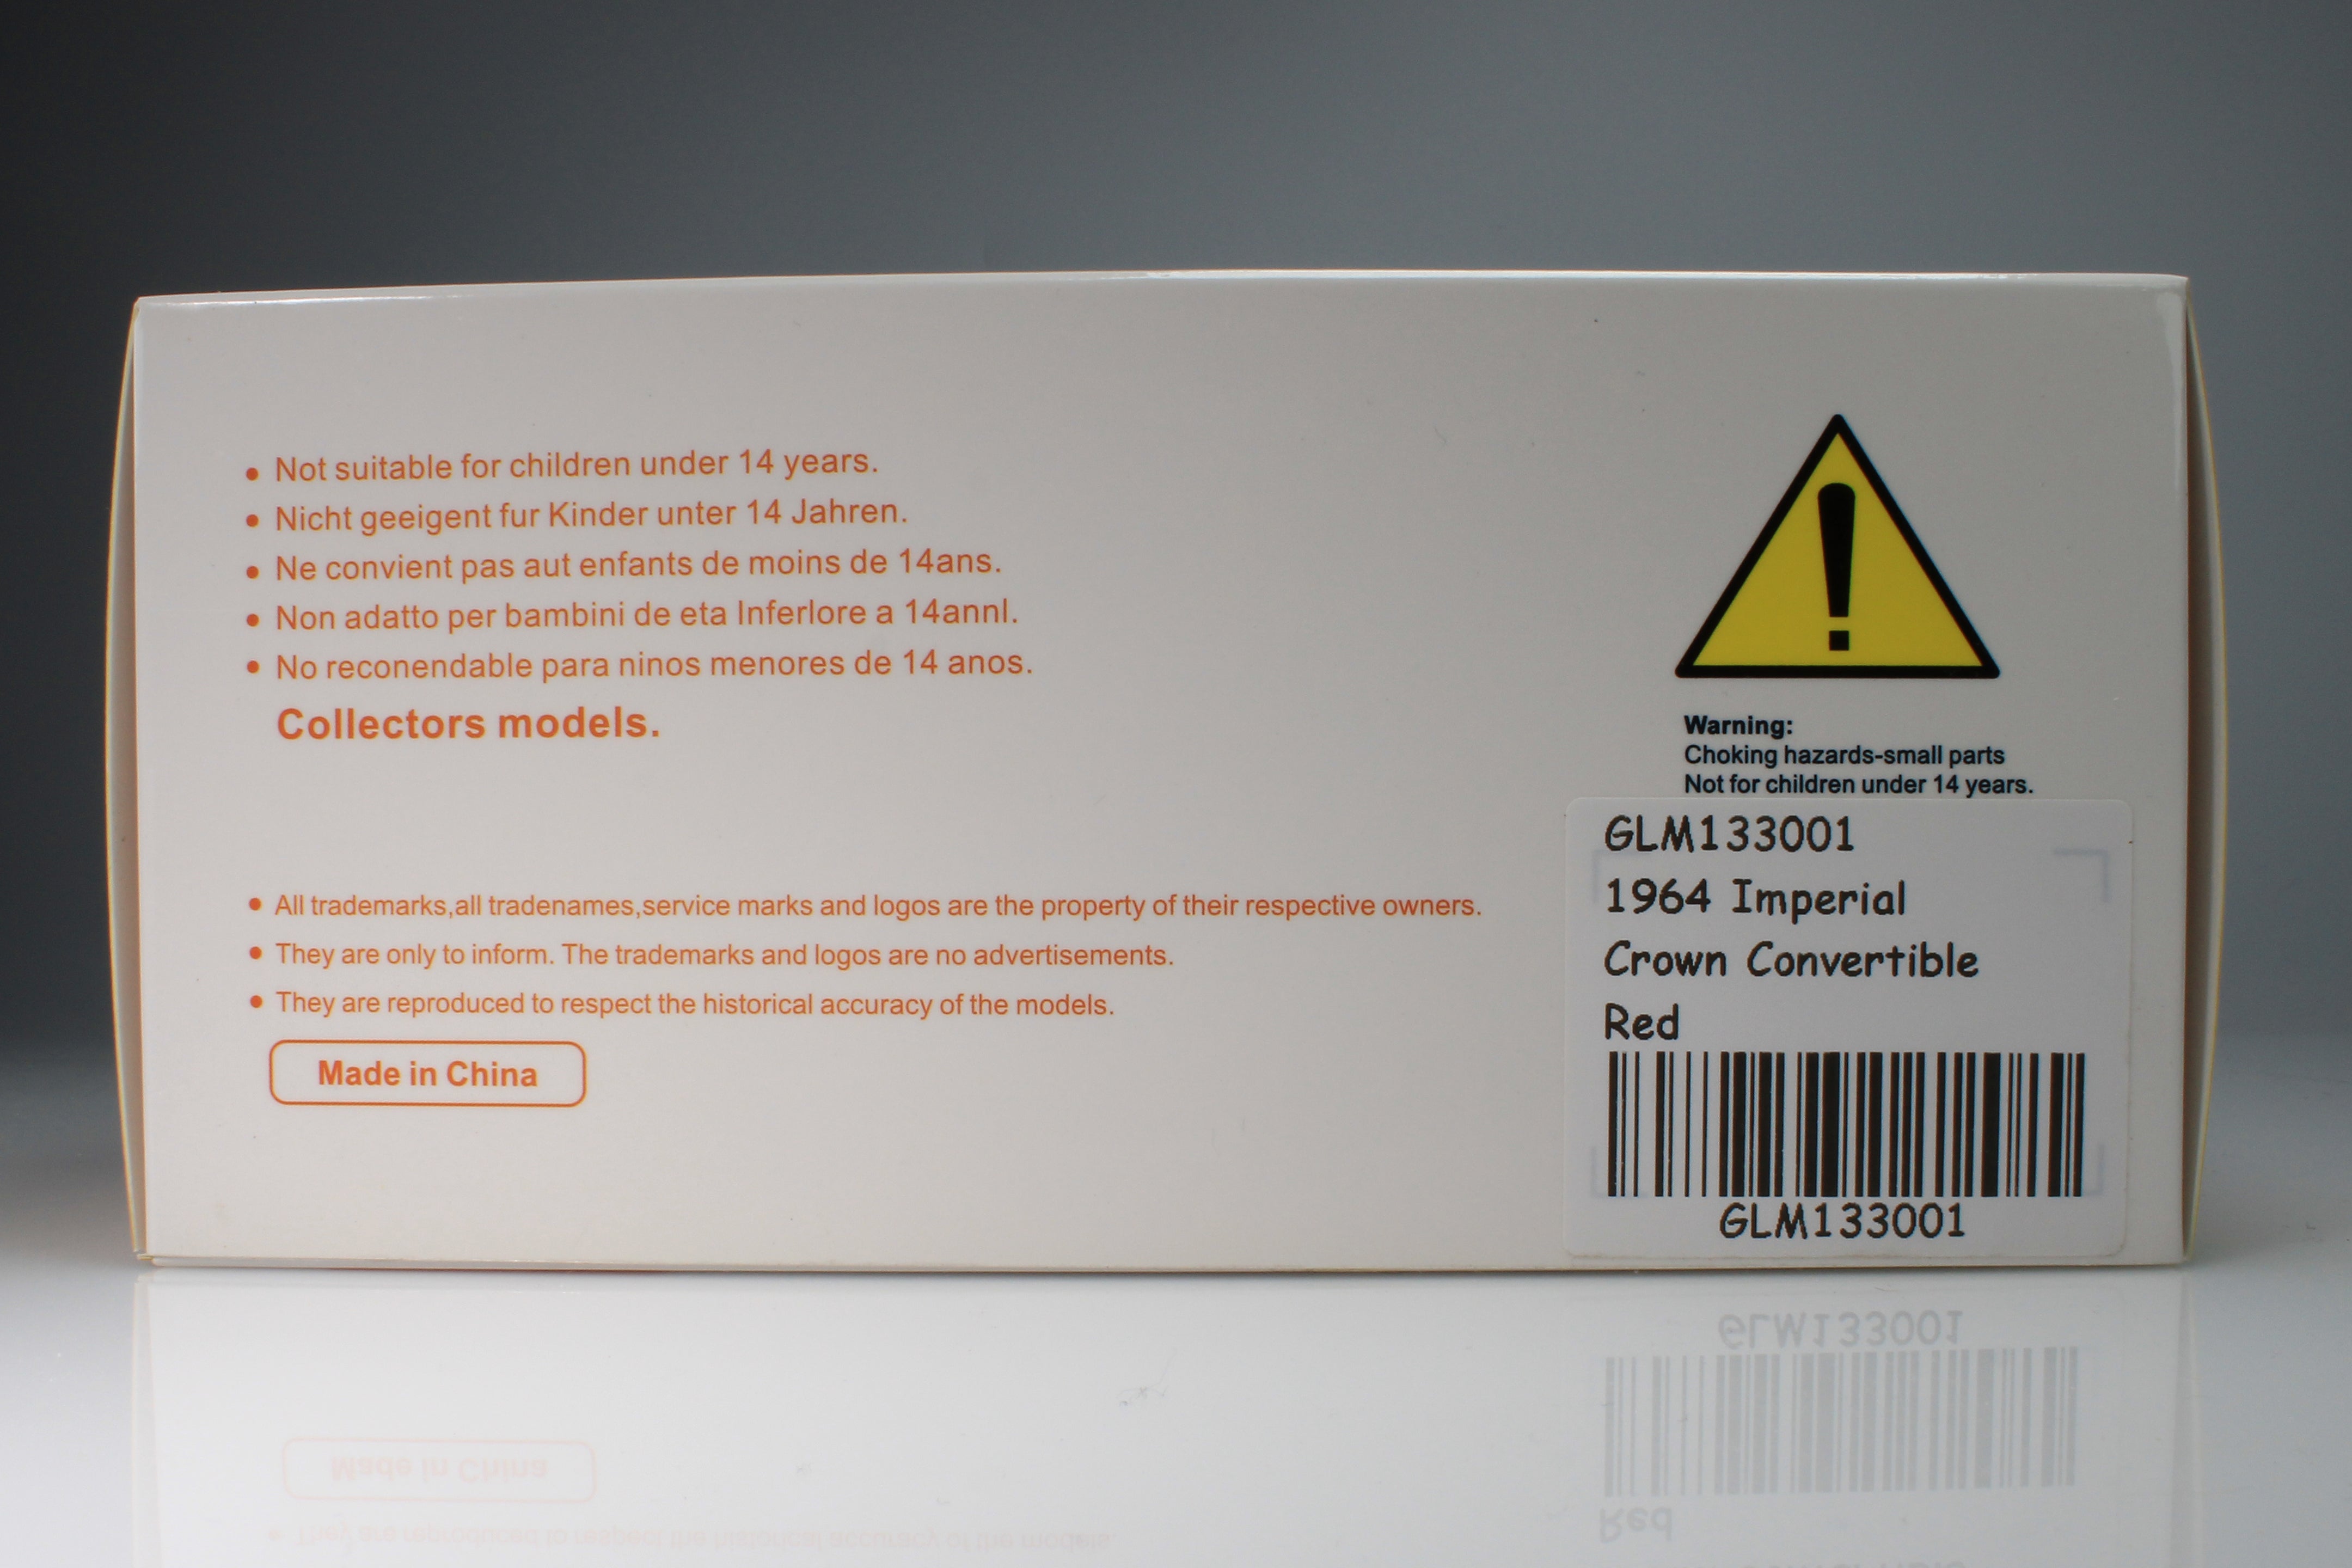 Not suitable for children under 14 years.
Nicht geeigent fur Kinder unter 14 Jahren.
Ne convient pas aut enfants de moins de 14ans.
Non adatto per bambini de eta Inferlore a 14annl.
No reconendable para ninos menores de 14 anos.
Collectors models.
All trademarks,all tradenames,service marks and logos are the property of their respective owners.
They are only to inform. The trademarks and logos are no advertisements.
They are reproduced to respect the historical accuracy of the models.
Made in China
Warning:
Choking hazards-small parts
Not for children under 14 years.
GLM133001
1964 Imperial
Crown Convertible
Red
GLM133001